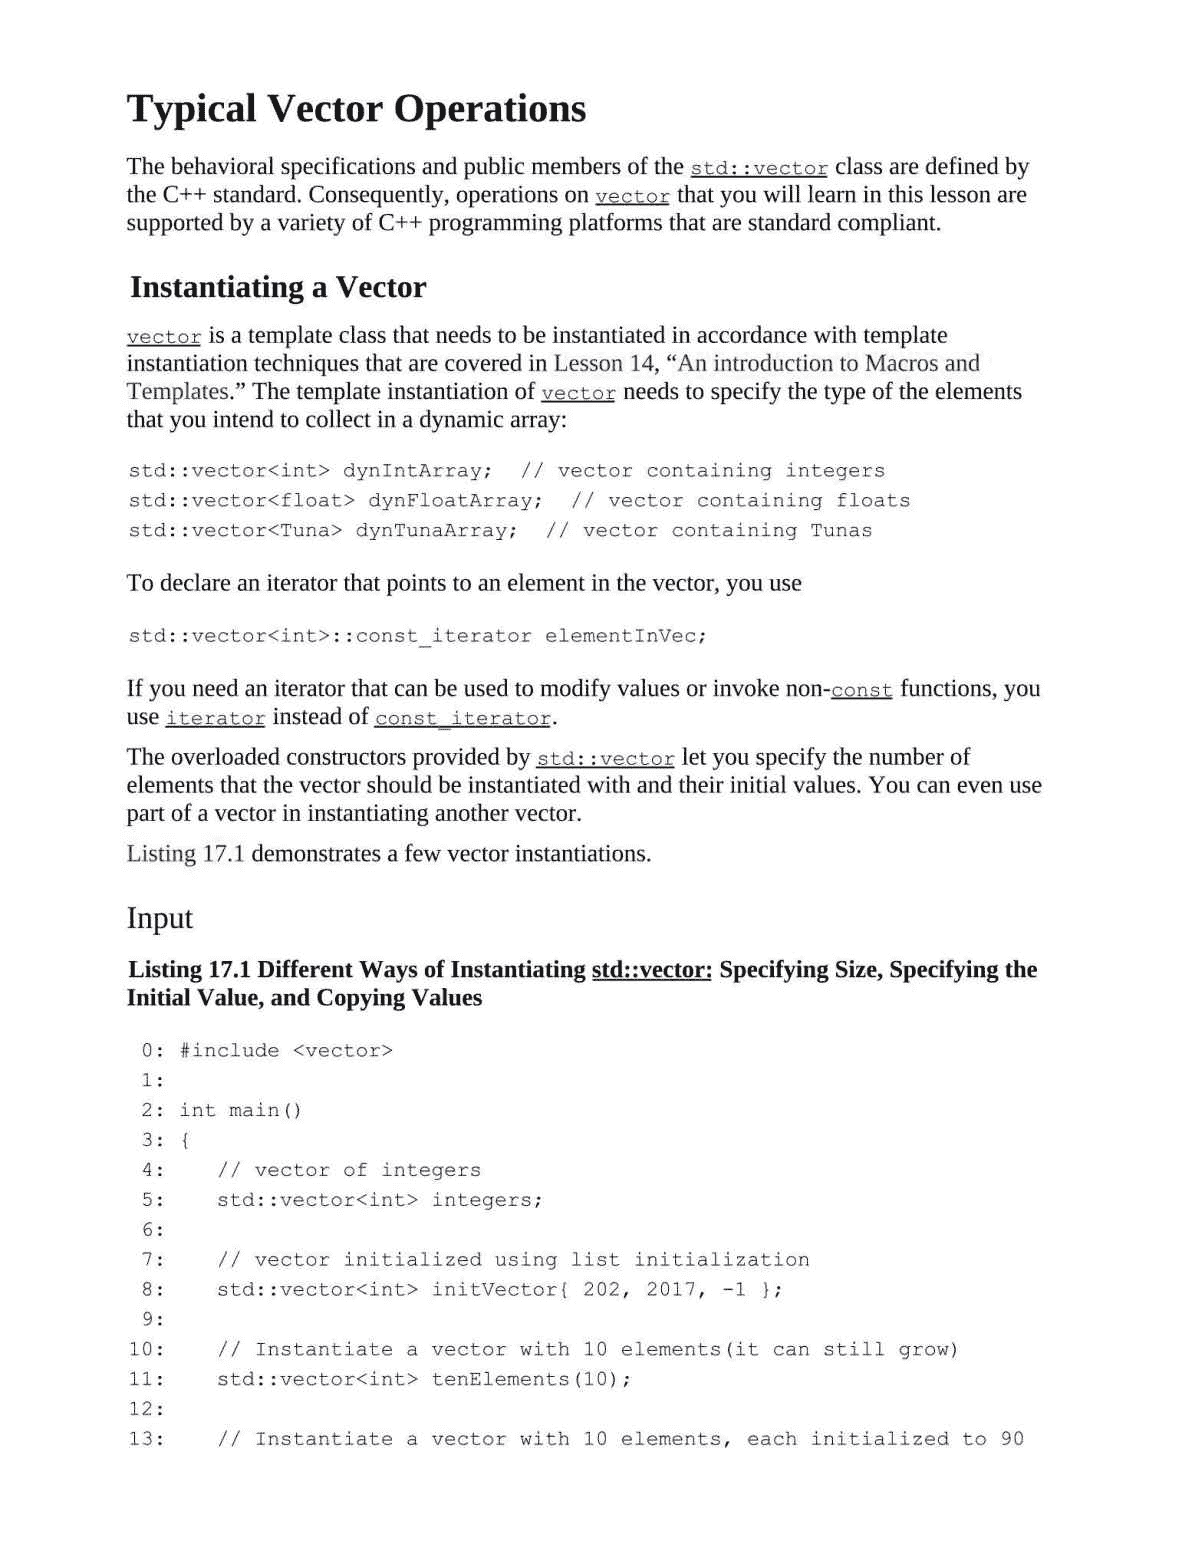 Typical Vector Operations
The behavioral specifications and public members of the std::vector class are defined by
the C++ standard. Consequently, operations on vector that you will learn in this lesson are
supported by a variety of C++ programming platforms that are standard compliant.
Instantiating a Vector
vector is a template class that needs to be instantiated in accordance with template
instantiation techniques that are covered in Lesson 14, “An introduction to Macros and
Templates.” The template instantiation of vector needs to specify the type of the elements
that you intend to collect in a dynamic array:
std::vector<int> dynIntArray;  // vector containing integers
std::vector<float> dynFloatArray;  // vector containing floats
std::vector<Tuna> dynTunaArray;  // vector containing Tunas
To declare an iterator that points to an element in the vector, you use
std::vector<int>::const_iterator elementInVec;
If you need an iterator that can be used to modify values or invoke non-const functions, you
use iterator instead of const_iterator.
The overloaded constructors provided by std::vector let you specify the number of
elements that the vector should be instantiated with and their initial values. You can even use
part of a vector in instantiating another vector.
Listing 17.1 demonstrates a few vector instantiations.
Input
Listing 17.1 Different Ways of Instantiating std::vector: Specifying Size, Specifying the
Initial Value, and Copying Values
0: #include <vector>
1:
2: int main()
3: {
4:    // vector of integers
5:    std::vector<int> integers;
6:
7:    // vector initialized using list initialization
8:    std::vector<int> initVector{ 202, 2017, -1 };
9:
10:    // Instantiate a vector with 10 elements(it can still grow)
11:    std::vector<int> tenElements(10);
12:
13:    // Instantiate a vector with 10 elements, each initialized to 90